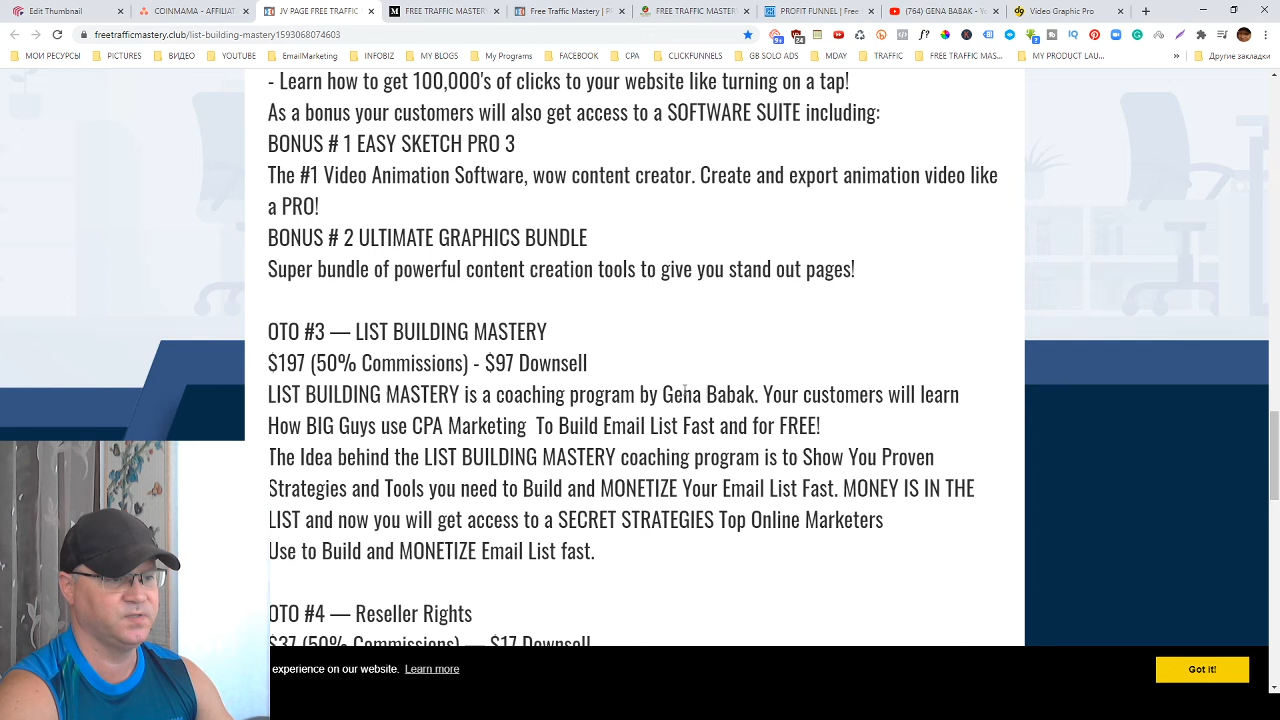 Edit Thumbnail
COINMAMA – AFFILIAT
JV PAGE FREE TRAFFIC
FREE TRAFFIC MASTER
Free Traffic Mastery | PF
FREE TRAFFIC MASTER
PROFIT FUNNEL | Free
(764) GENA BABAK - Yo
Video Graphic Pro
freetrafficmastery.com/list-building-mastery1593068074603
МОИ РЕСУРСЫ
PICTURES
ВИДЕО
YOUTUBE
EmailMarketing
INFOBIZ
MY BLOGS
My Programs
FACEBOOK
CPA
CLICKFUNNELS
GB SOLO ADS
MDAY
TRAFFIC
FREE TRAFFIC MAS...
MY PRODUCT LAU...
Другие закладки
- Learn how to get 100,000's of clicks to your website like turning on a tap!
As a bonus your customers will also get access to a SOFTWARE SUITE including:
BONUS # 1 EASY SKETCH PRO 3
The #1 Video Animation Software, wow content creator. Create and export animation video like
a PRO!
BONUS # 2 ULTIMATE GRAPHICS BUNDLE
Super bundle of powerful content creation tools to give you stand out pages!
OTO #3 — LIST BUILDING MASTERY
$197 (50% Commissions) - $97 Downsell
LIST BUILDING MASTERY is a coaching program by Gena Babak. Your customers will learn
How BIG Guys use CPA Marketing To Build Email List Fast and for FREE!
The Idea behind the LIST BUILDING MASTERY coaching program is to Show You Proven
Strategies and Tools you need to Build and MONETIZE Your Email List Fast. MONEY IS IN THE
LIST and now you will get access to a SECRET STRATEGIES Top Online Marketers
Use to Build and MONETIZE Email List fast.
OTO #4 — Reseller Rights
$37 (50% Commissions) — $17 Downsell
experience on our website. Learn more
Got it!